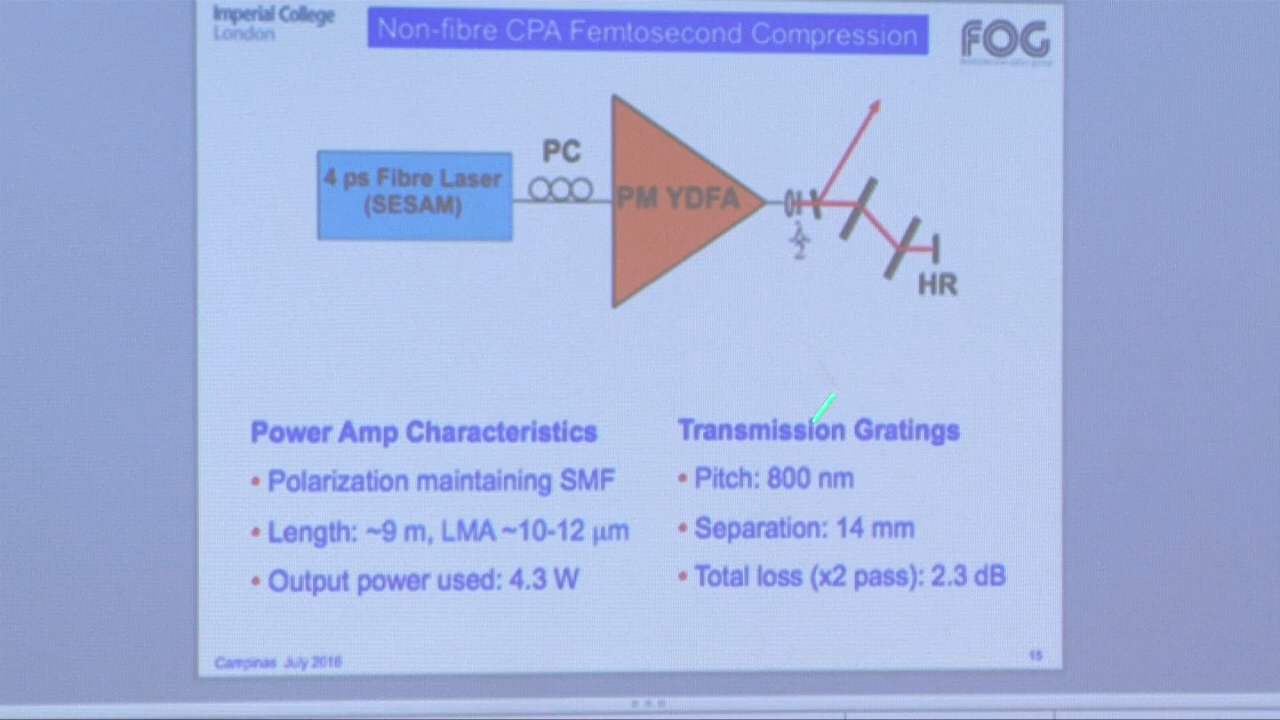 Imperial College
London
Non-fibre CPA Femtosecond Compression
FOG
PC
4 ps Fibre Laser
(SESAM)
PM YDFA
λ
2
HR
Power Amp Characteristics
• Polarization maintaining SMF
• Length: ~9 m, LMA ~10-12 μm
• Output power used: 4.3 W
Transmission Gratings
• Pitch: 800 nm
• Separation: 14 mm
• Total loss (x2 pass): 2.3 dB
Campinas July 2016
15